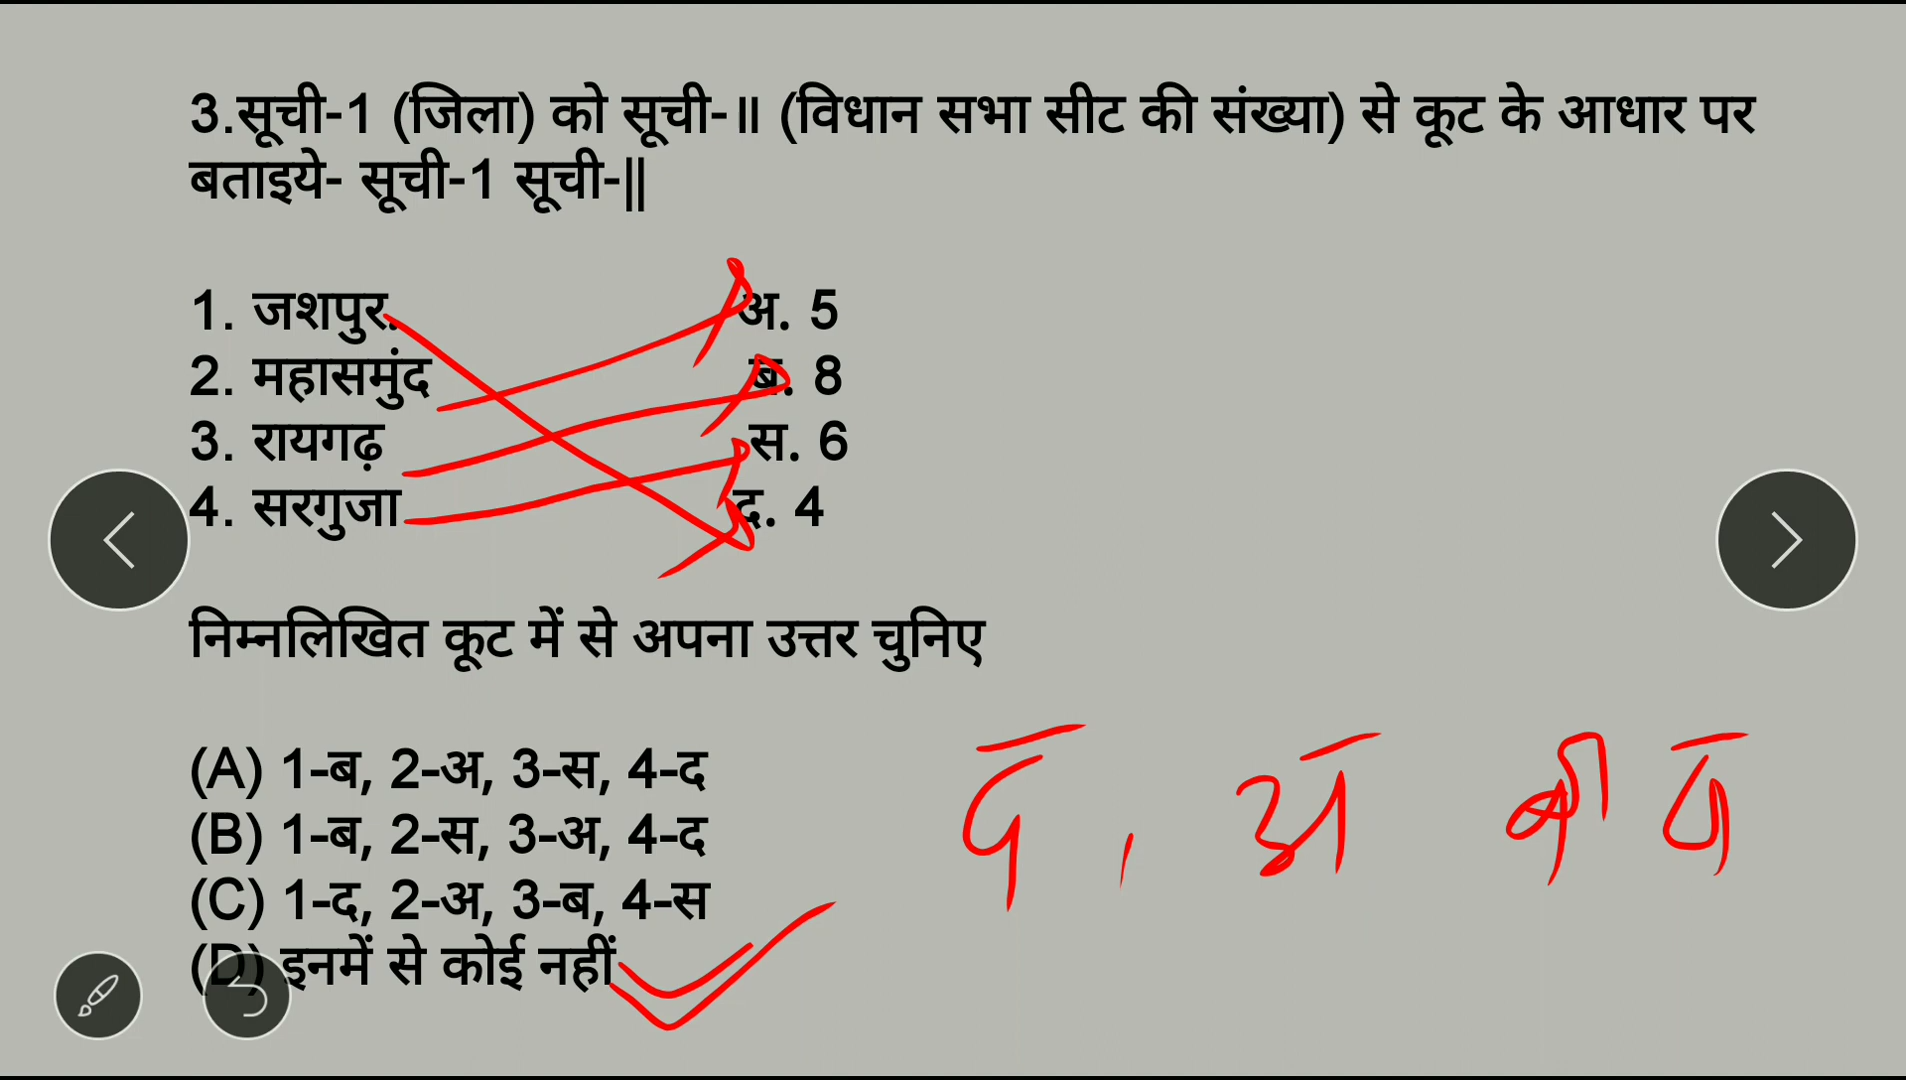 3.सूची-1 (जिला) को सूची-॥ (विधान सभा सीट की संख्या) से कूट के आधार पर
बताइये- सूची-1 सूची-||
1. जशपुर. अ. 5
2. महासमुंद ब. 8
3. रायगढ़ स. 6
4. सरगुजा द. 4
निम्नलिखित कूट में से अपना उत्तर चुनिए
(A) 1-ब, 2-अ, 3-स, 4-द
(B) 1-ब, 2-स, 3-अ, 4-द
(C) 1-द, 2-अ, 3-ब, 4-स
(D) इनमें से कोई नहीं
द , अ